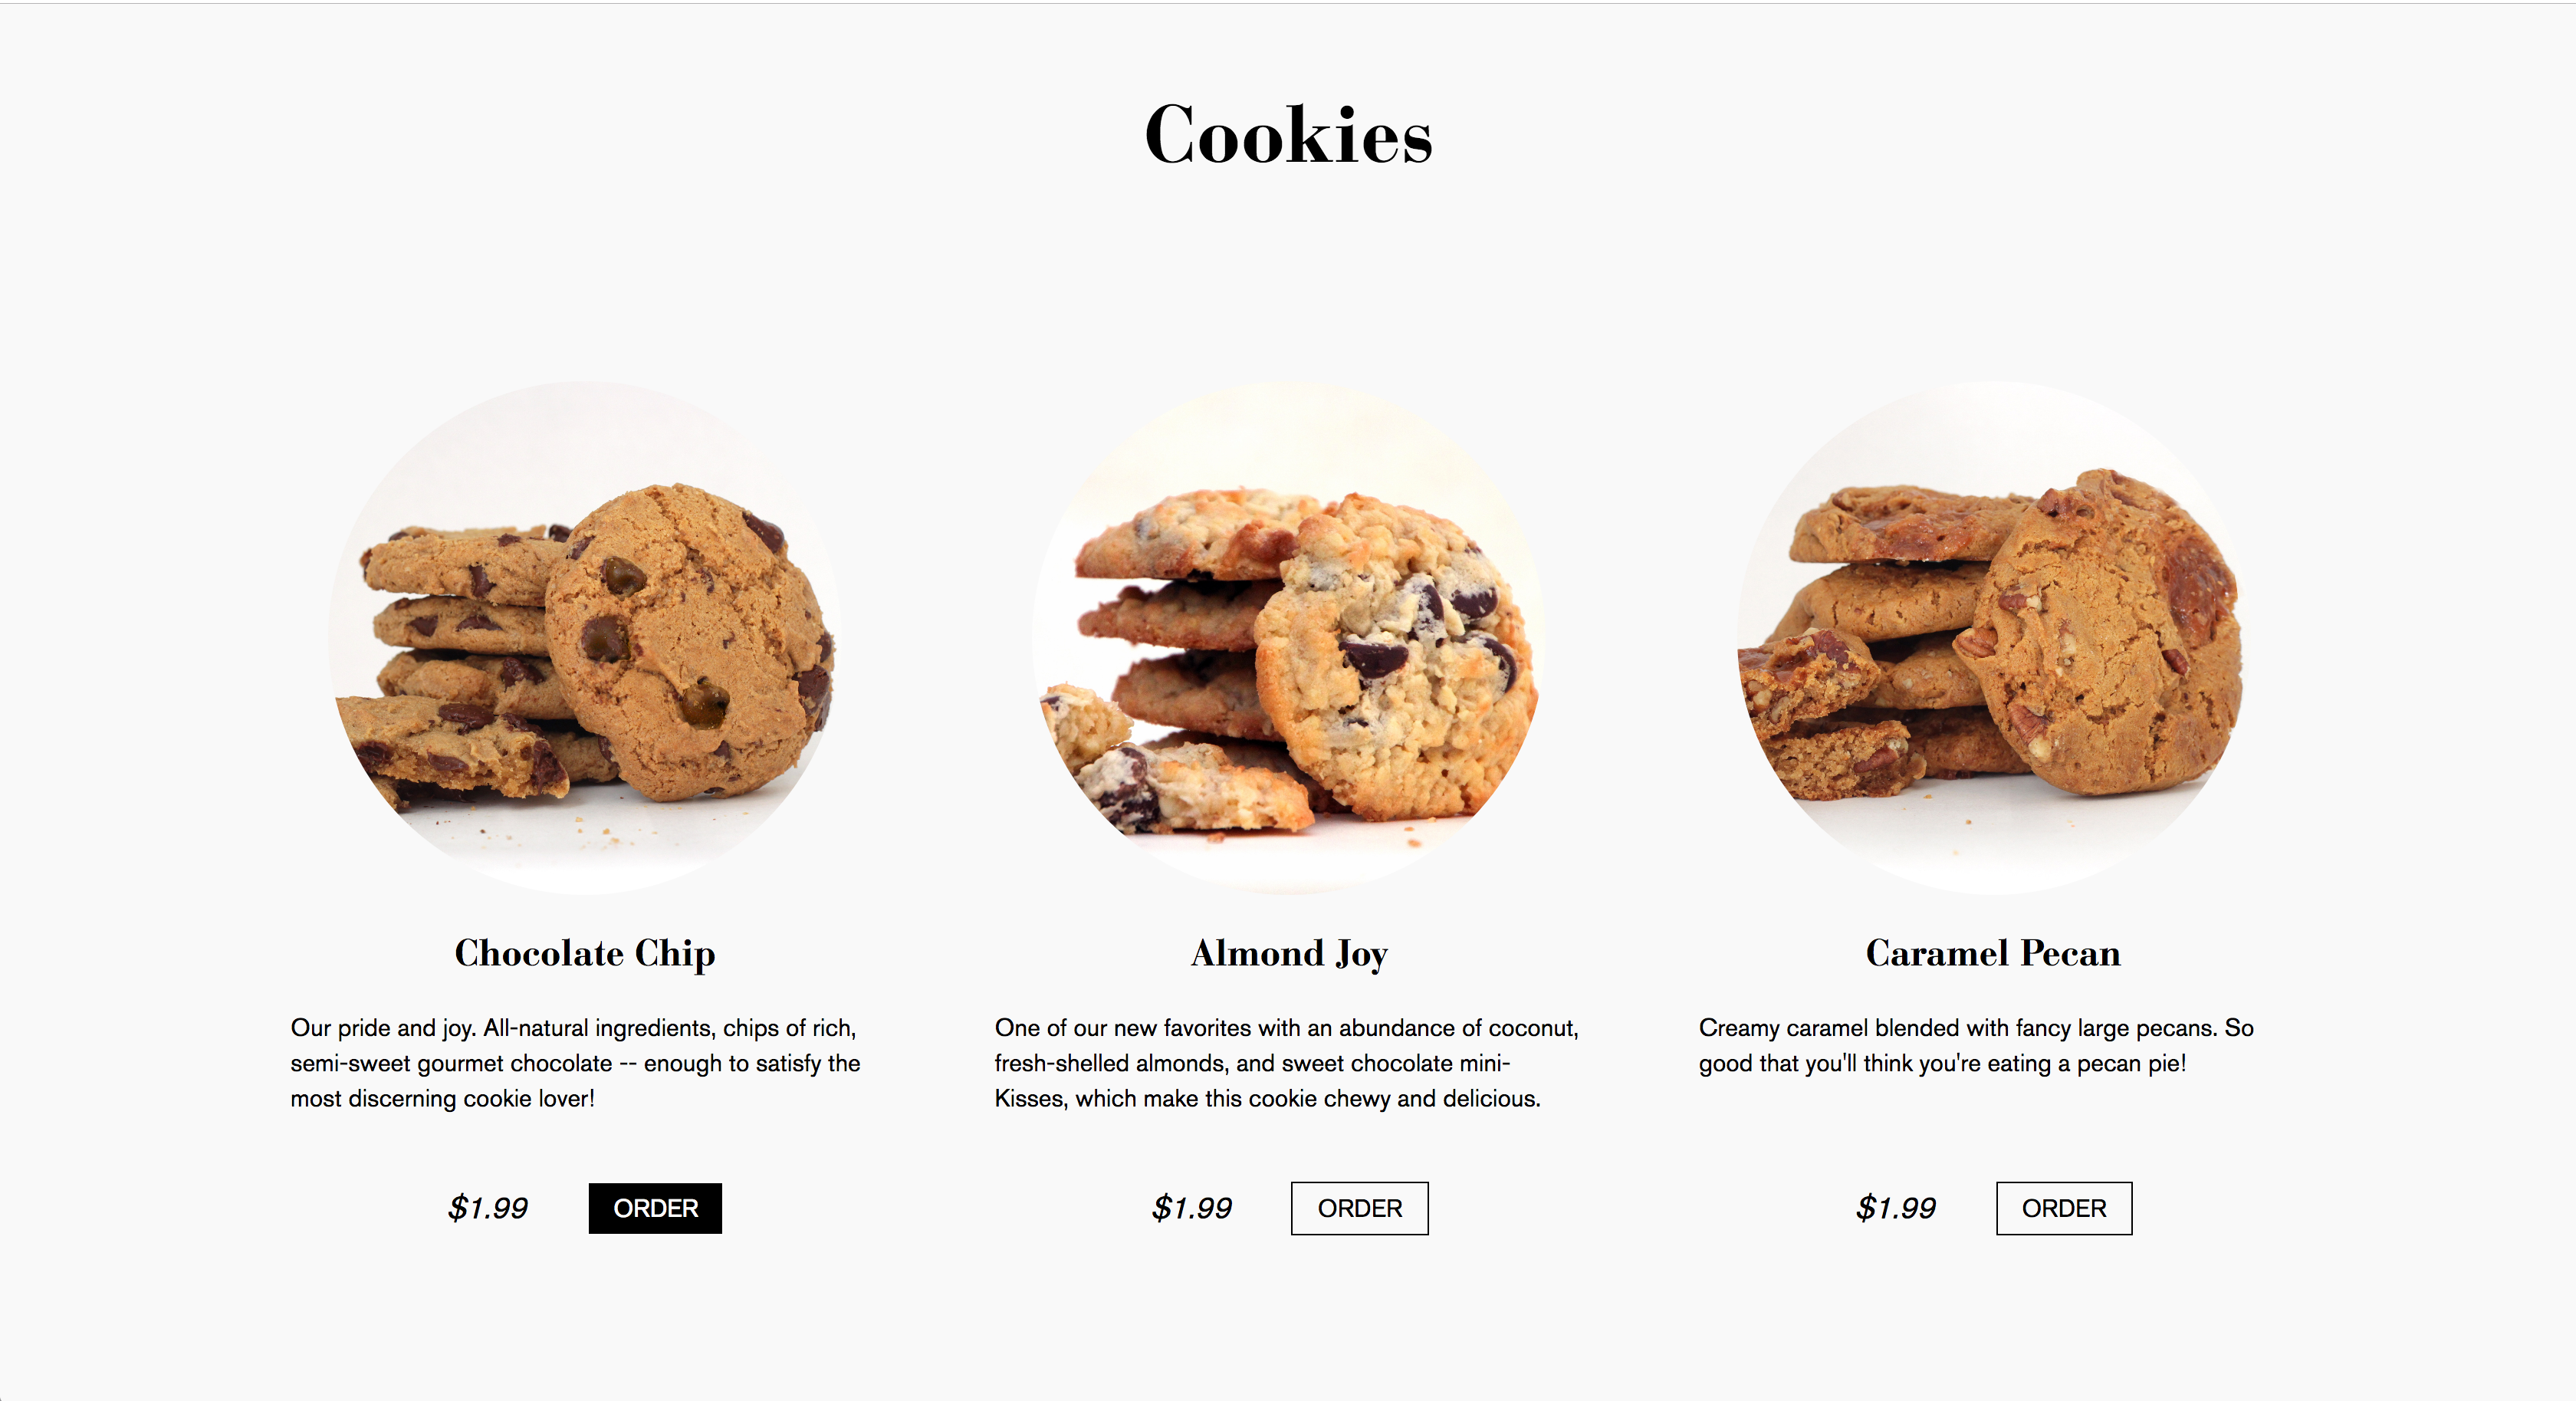 Cookies
Chocolate Chip
Our pride and joy. All-natural ingredients, chips of rich,
semi-sweet gourmet chocolate -- enough to satisfy the
most discerning cookie lover!
$1.99 ORDER
Almond Joy
One of our new favorites with an abundance of coconut,
fresh-shelled almonds, and sweet chocolate mini-
Kisses, which make this cookie chewy and delicious.
$1.99 ORDER
Caramel Pecan
Creamy caramel blended with fancy large pecans. So
good that you'll think you're eating a pecan pie!
$1.99 ORDER